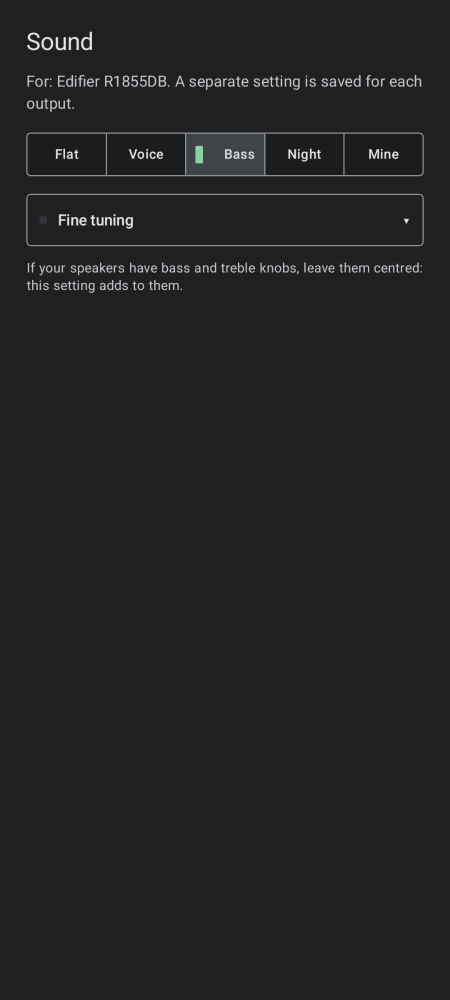 Sound
For: Edifier R1855DB. A separate setting is saved for each
output.
Flat
Voice
Bass
Night
Mine
Fine tuning
If your speakers have bass and treble knobs, leave them centred:
this setting adds to them.